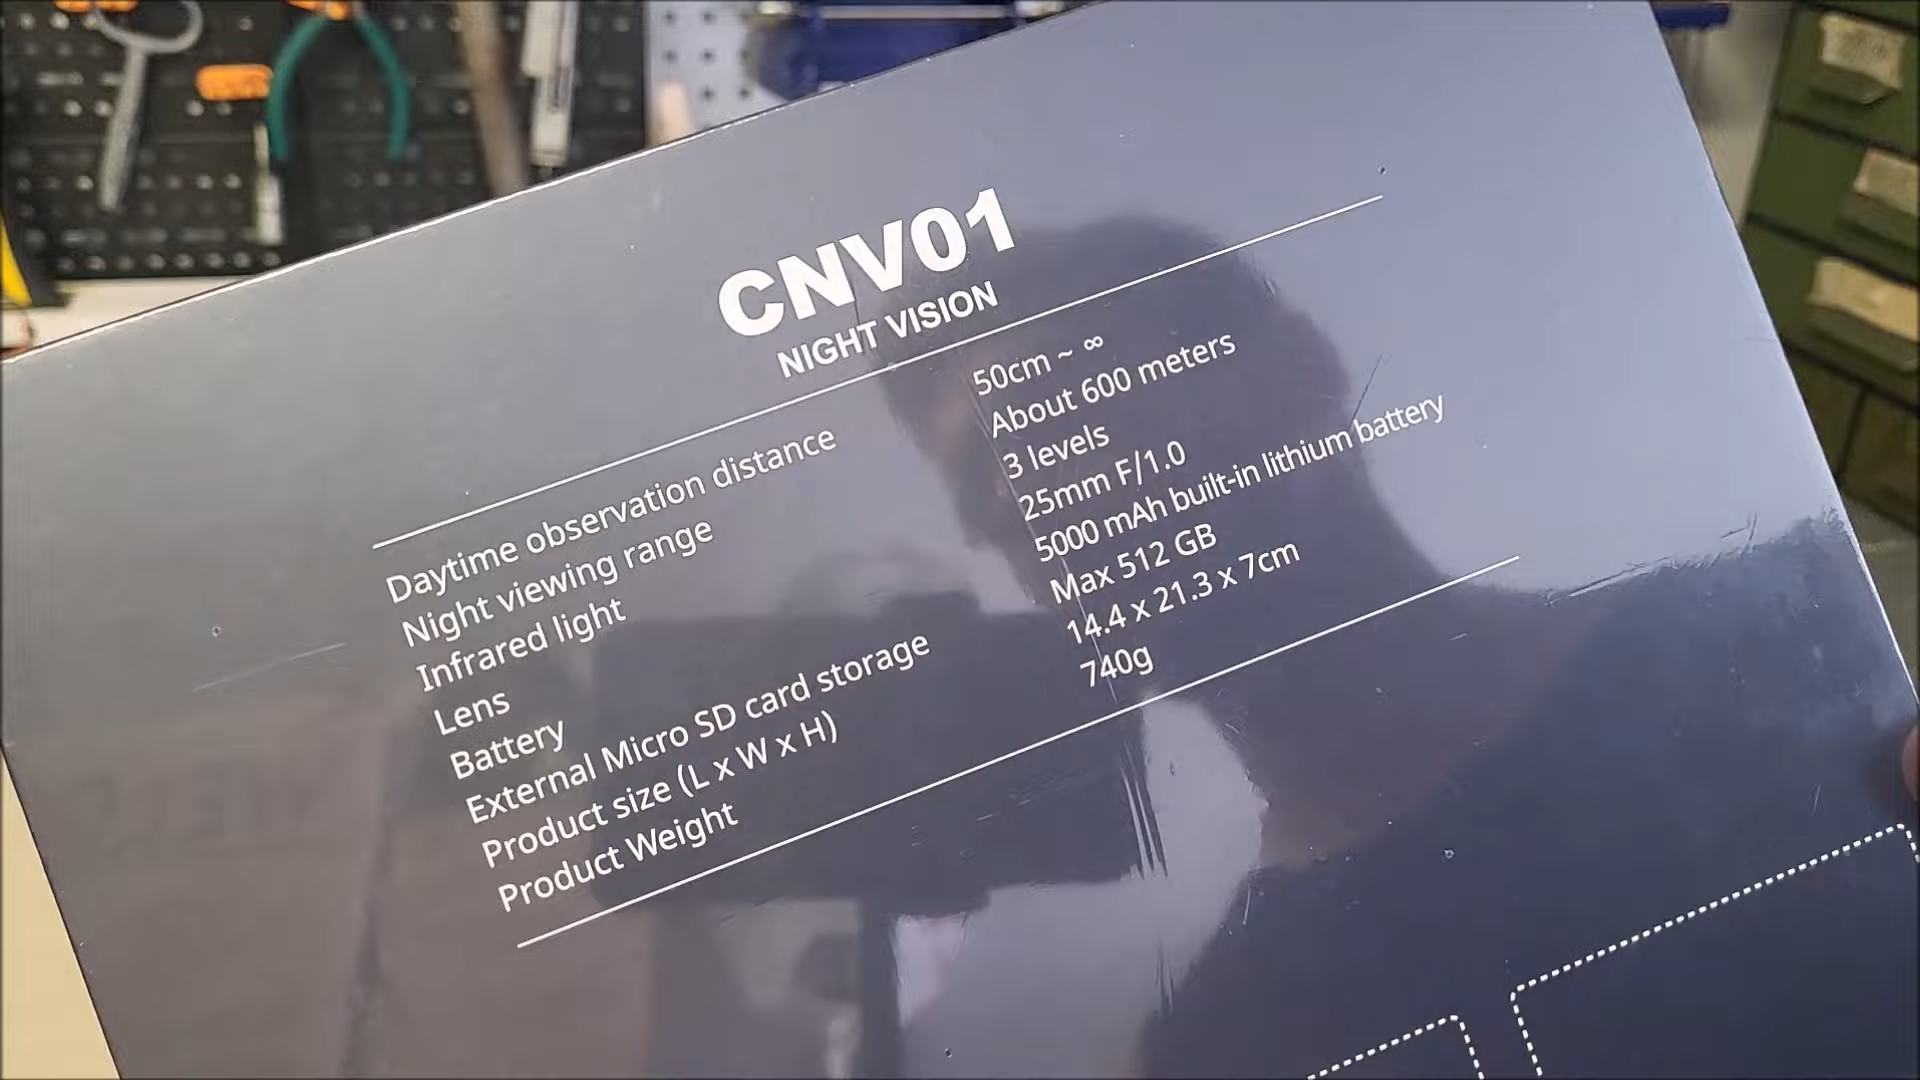 CNV01
NIGHT VISION
Daytime observation distance 50cm ~ ∞
Night viewing range About 600 meters
Infrared light 3 levels
Lens 25mm F/1.0
Battery 5000 mAh built-in lithium battery
External Micro SD card storage Max 512 GB
Product size (L x W x H) 14.4 x 21.3 x 7cm
Product Weight 740g